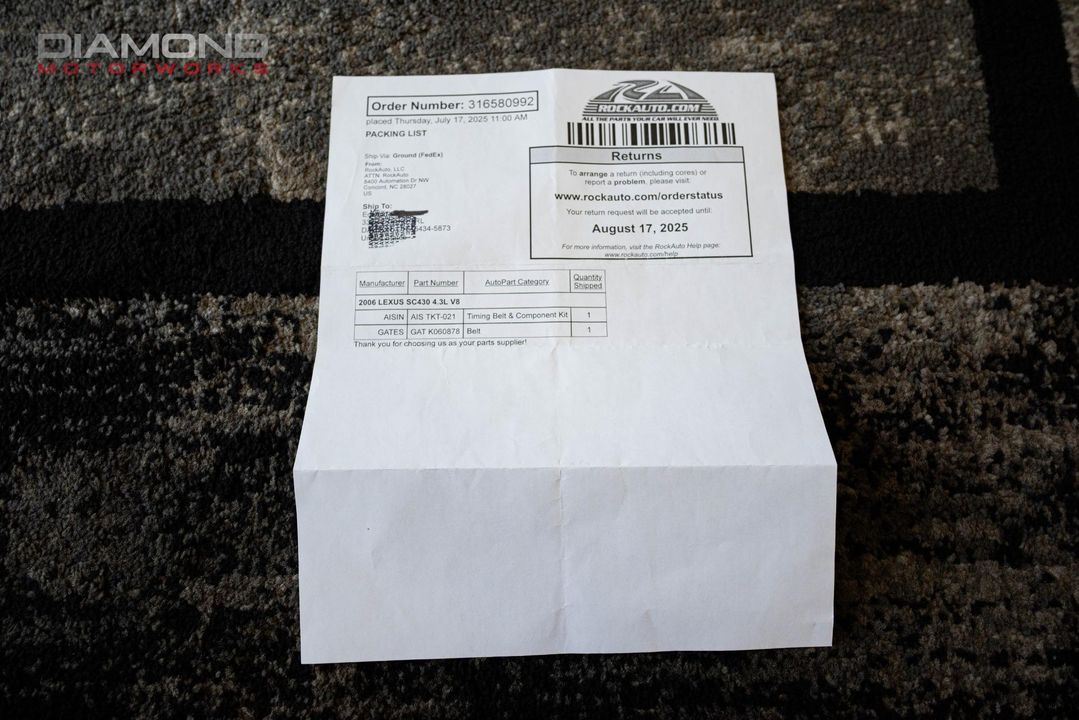 DIAMOND
MOTORWORKS
Order Number: 316580992
placed Thursday, July 17, 2025 11:00 AM
PACKING LIST
Ship Via: Ground (FedEx)
From:
RockAuto, LLC
ATTN: RockAuto
8400 Automation Dr NW
Concord, NC 28027
US
Ship To:
5434-5873
ROCKAUTO.COM
ALL THE PARTS YOUR CAR WILL EVER NEED
Returns
To arrange a return (including cores) or
report a problem, please visit:
www.rockauto.com/orderstatus
Your return request will be accepted until:
August 17, 2025
For more information, visit the RockAuto Help page:
www.rockauto.com/help
Manufacturer Part Number AutoPart Category Quantity Shipped
2006 LEXUS SC430 4.3L V8
AISIN AIS TKT-021 Timing Belt & Component Kit 1
GATES GAT K060878 Belt 1
Thank you for choosing us as your parts supplier!